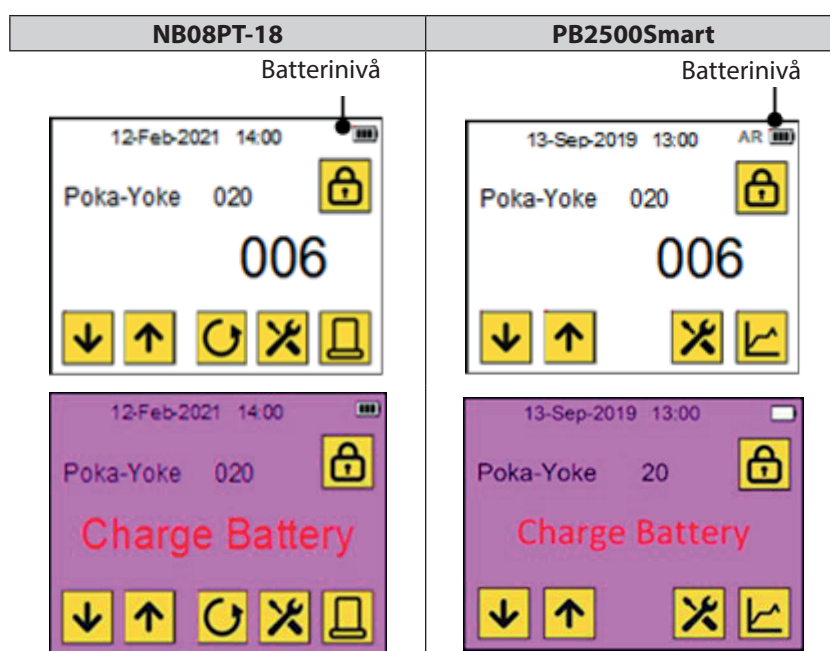 NB08PT-18
PB2500Smart
Batterinivå
Batterinivå
12-Feb-2021 14:00
Poka-Yoke 020
006
13-Sep-2019 13:00 AR
Poka-Yoke 020
006
12-Feb-2021 14:00
Poka-Yoke 020
Charge Battery
13-Sep-2019 13:00
Poka-Yoke 20
Charge Battery